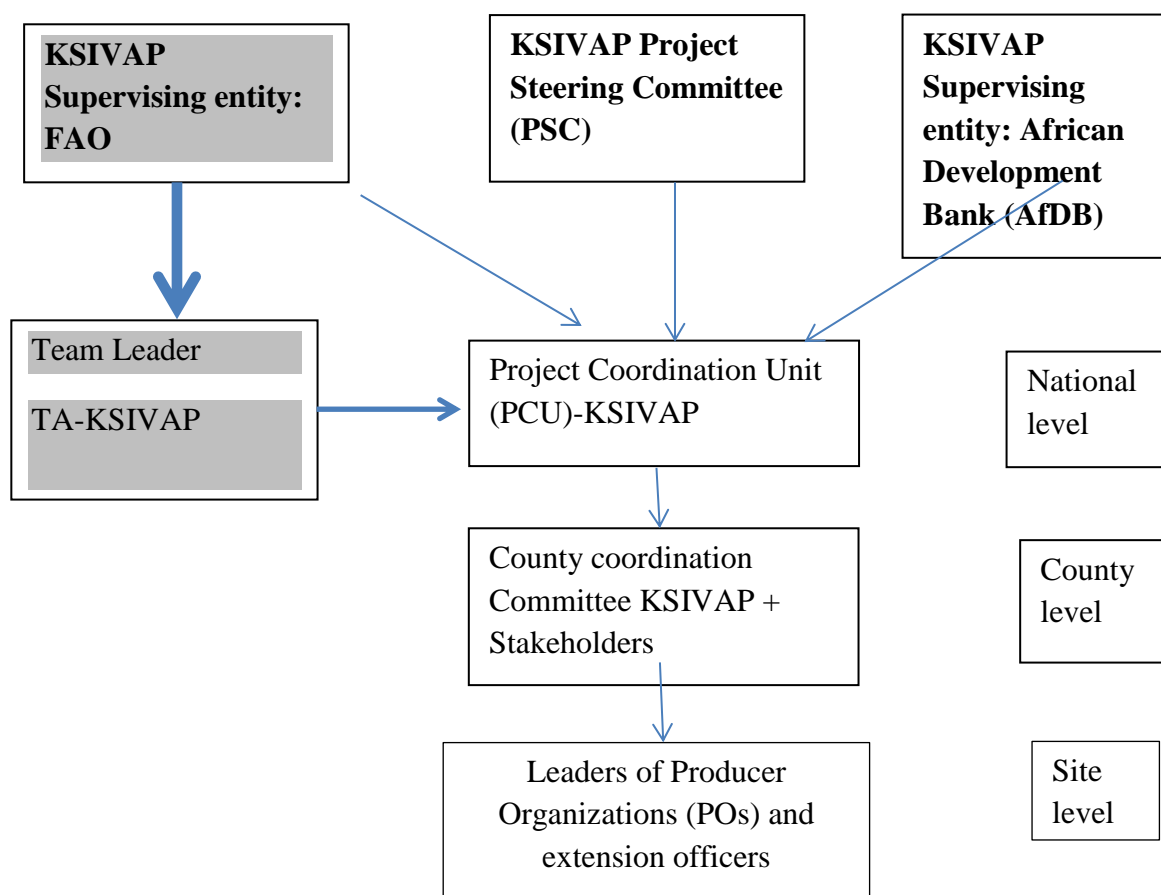 KSIVAP
Supervising entity:
FAO
KSIVAP Project
Steering Committee
(PSC)
KSIVAP
Supervising
entity: African
Development
Bank (AfDB)
Team Leader
TA-KSIVAP
Project Coordination Unit
(PCU)-KSIVAP
National
level
County coordination
Committee KSIVAP +
Stakeholders
County
level
Leaders of Producer
Organizations (POs) and
extension officers
Site
level